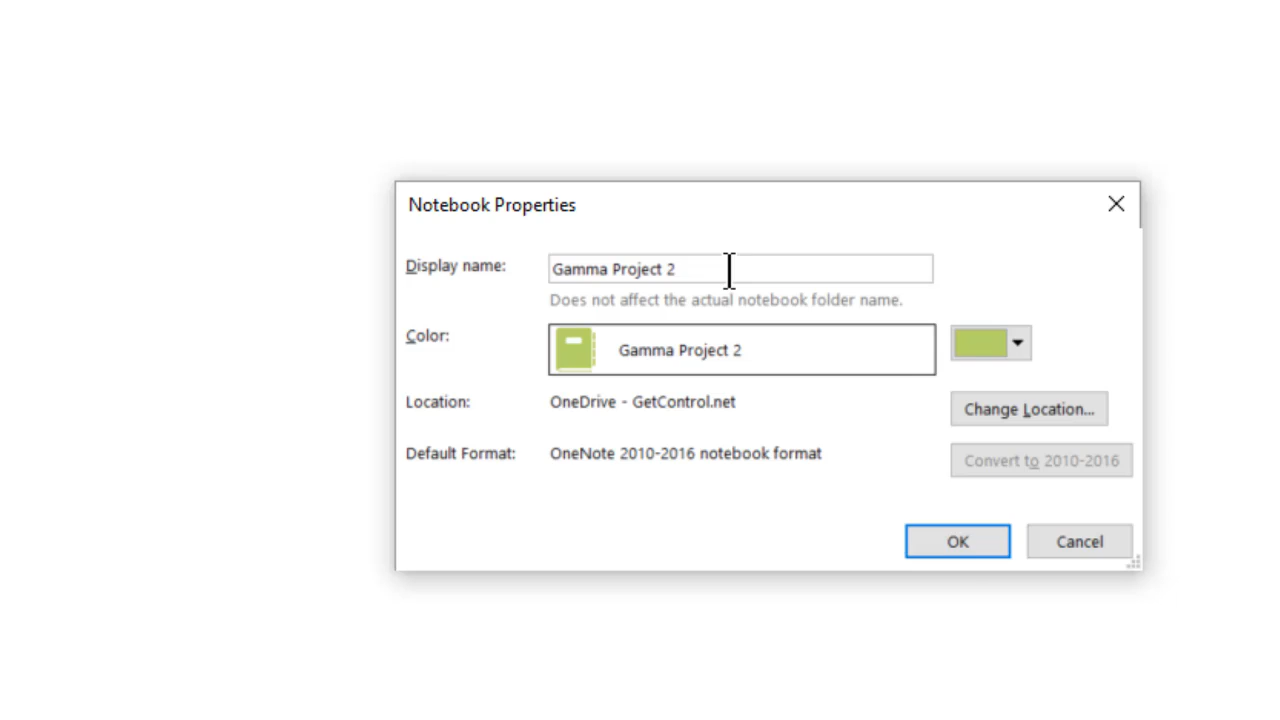 Notebook Properties
Display name: Gamma Project 2
Does not affect the actual notebook folder name.
Color: Gamma Project 2
Location: OneDrive - GetControl.net Change Location...
Default Format: OneNote 2010-2016 notebook format Convert to 2010-2016
OK Cancel